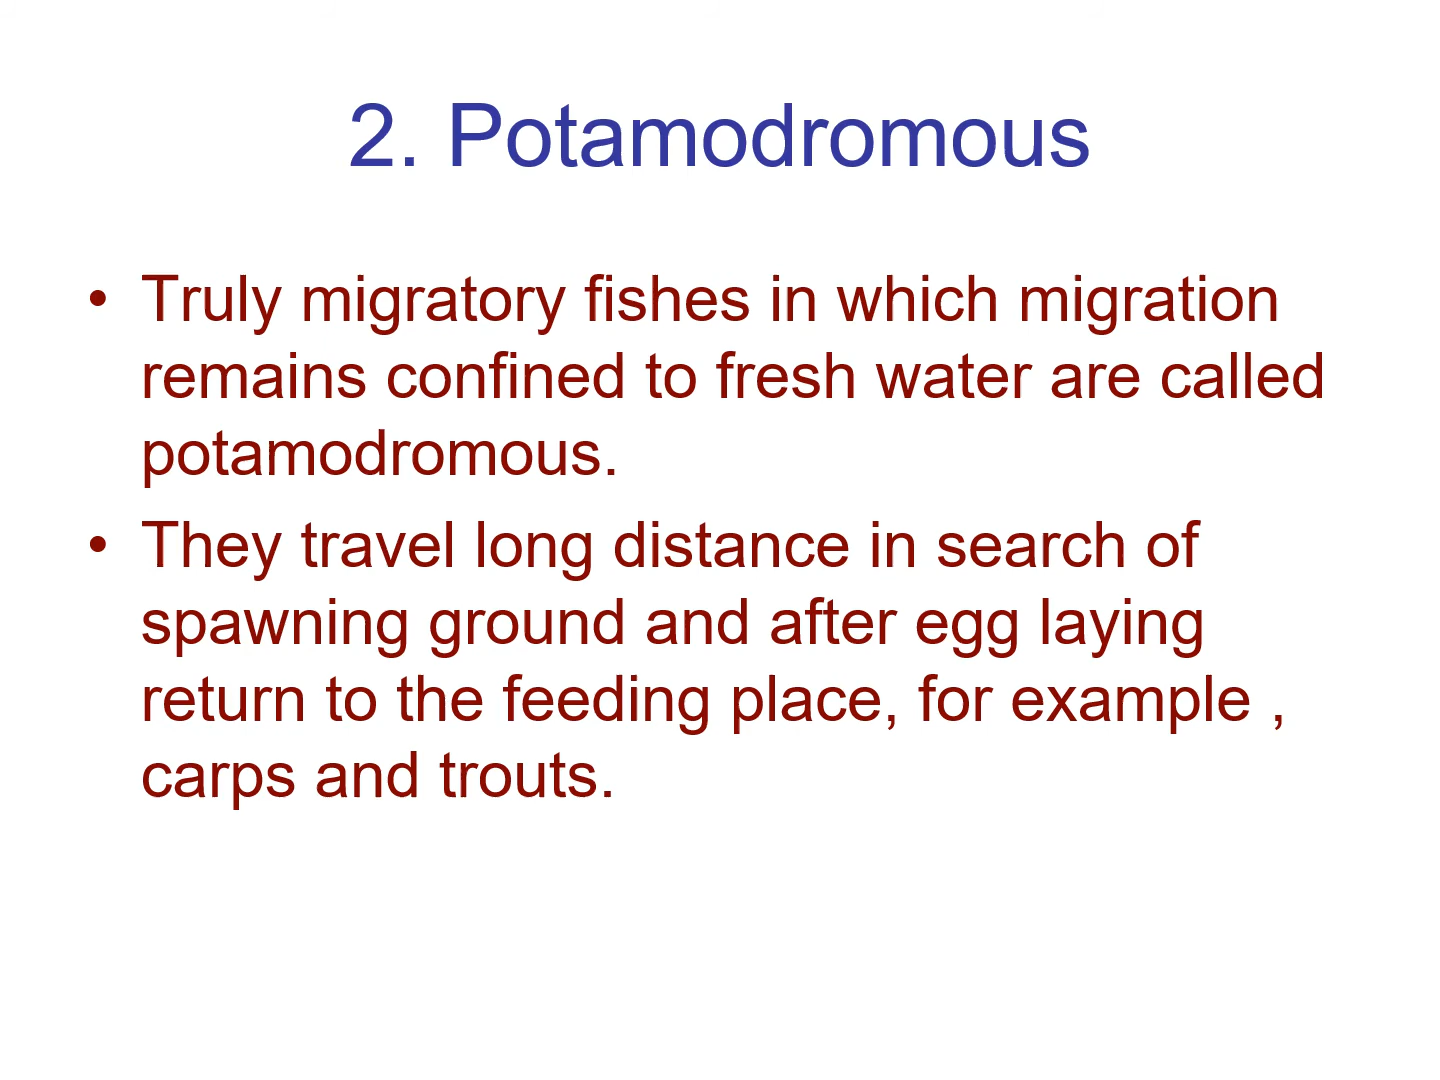 2. Potamodromous
• Truly migratory fishes in which migration
remains confined to fresh water are called
potamodromous.
• They travel long distance in search of
spawning ground and after egg laying
return to the feeding place, for example ,
carps and trouts.